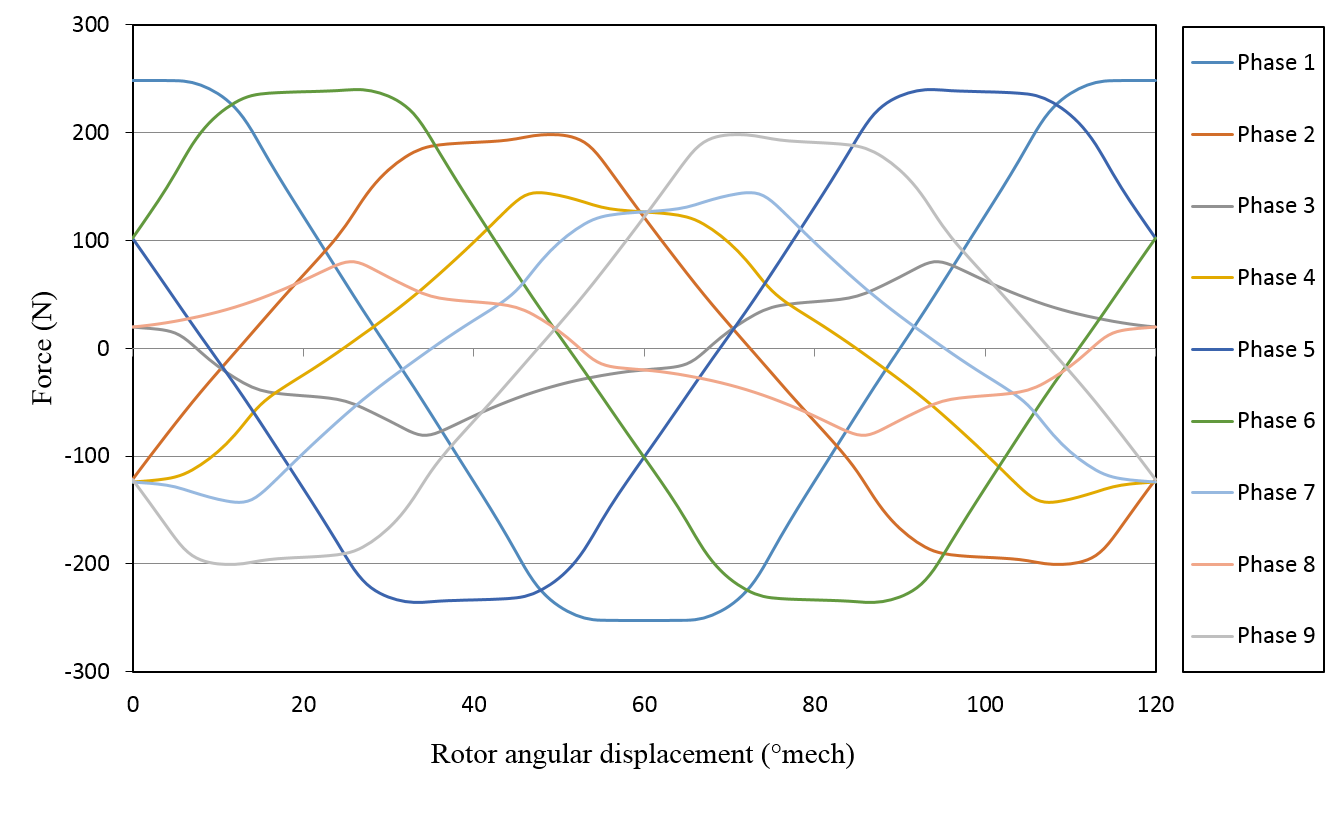 300
200
100
0
-100
-200
-300
Force (N)
0 20 40 60 80 100 120
Rotor angular displacement (°mech)
Phase 1
Phase 2
Phase 3
Phase 4
Phase 5
Phase 6
Phase 7
Phase 8
Phase 9